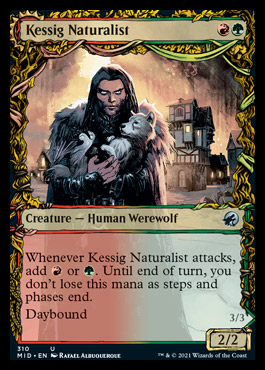 Kessig Naturalist
Creature — Human Werewolf
Whenever Kessig Naturalist attacks,
add or . Until end of turn, you
don't lose this mana as steps and
phases end.
Daybound
3/3
2/2
310 U
MID • EN Rafael Albuquerque
™ & © 2021 Wizards of the Coast